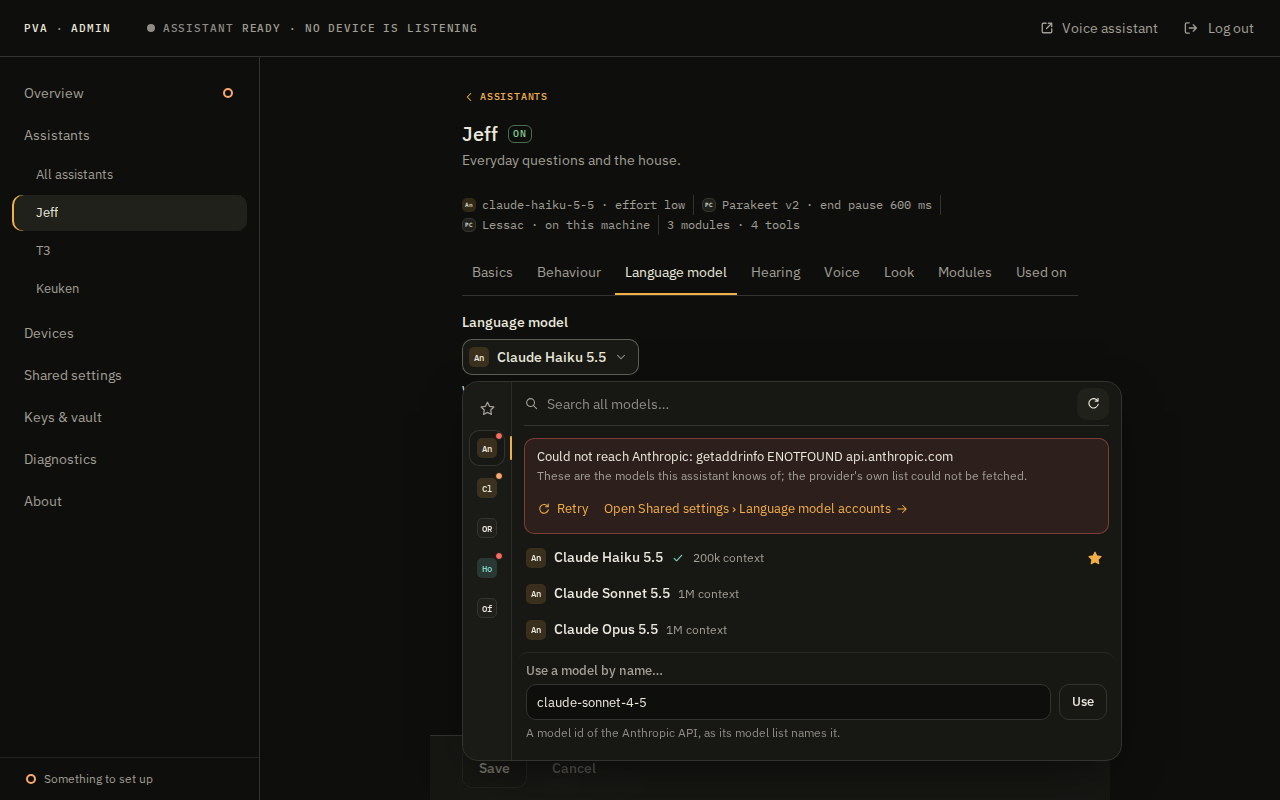 PVA · ADMIN
ASSISTANT READY · NO DEVICE IS LISTENING
Voice assistant
Log out
Overview
Assistants
All assistants
Jeff
T3
Keuken
Devices
Shared settings
Keys & vault
Diagnostics
About
Something to set up
ASSISTANTS
Jeff ON
Everyday questions and the house.
An claude-haiku-5-5 · effort low
PC Parakeet v2 · end pause 600 ms
PC Lessac · on this machine
3 modules · 4 tools
Basics Behaviour Language model Hearing Voice Look Modules Used on
Language model
An Claude Haiku 5.5
Search all models…
An
Cl
OR
Ho
Of
Could not reach Anthropic: getaddrinfo ENOTFOUND api.anthropic.com
These are the models this assistant knows of; the provider's own list could not be fetched.
Retry Open Shared settings › Language model accounts →
An Claude Haiku 5.5 200k context
An Claude Sonnet 5.5 1M context
An Claude Opus 5.5 1M context
Use a model by name…
claude-sonnet-4-5 Use
A model id of the Anthropic API, as its model list names it.
Save Cancel